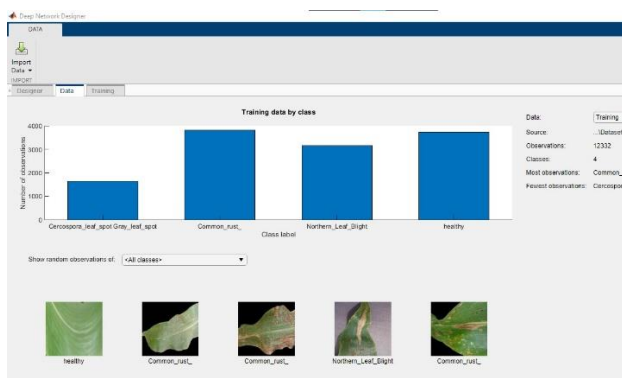 Deep Network Designer
DATA
Import
Data
IMPORT
Designer Data Training
Training data by class
4000
3000
2000
1000
0
Number of observations
Cercospora_leaf_spot Gray_leaf_spot Common_rust_ Northern_Leaf_Blight healthy
Class label
Data: Training
Source: ...\Dataset
Observations: 12332
Classes: 4
Most observations: Common_
Fewest observations: Cercospo
Show random observations of: <All classes>
healthy Common_rust_ Common_rust_ Northern_Leaf_Blight Common_rust_